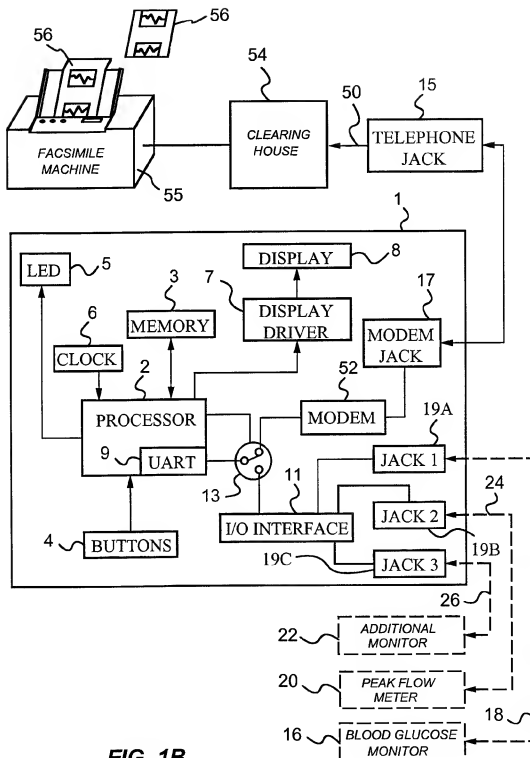 56
56
54
15
50
CLEARING
HOUSE
TELEPHONE
JACK
FACSIMILE
MACHINE
55
1
LED
5
DISPLAY
8
3
7
17
6
MEMORY
DISPLAY
DRIVER
MODEM
JACK
CLOCK
2
52
PROCESSOR
MODEM
19A
9
UART
JACK 1
13
11
24
I/O INTERFACE
JACK 2
4
BUTTONS
19C
19B
JACK 3
26
22
ADDITIONAL
MONITOR
20
PEAK FLOW
METER
18
16
BLOOD GLUCOSE
MONITOR
FIG. 1B